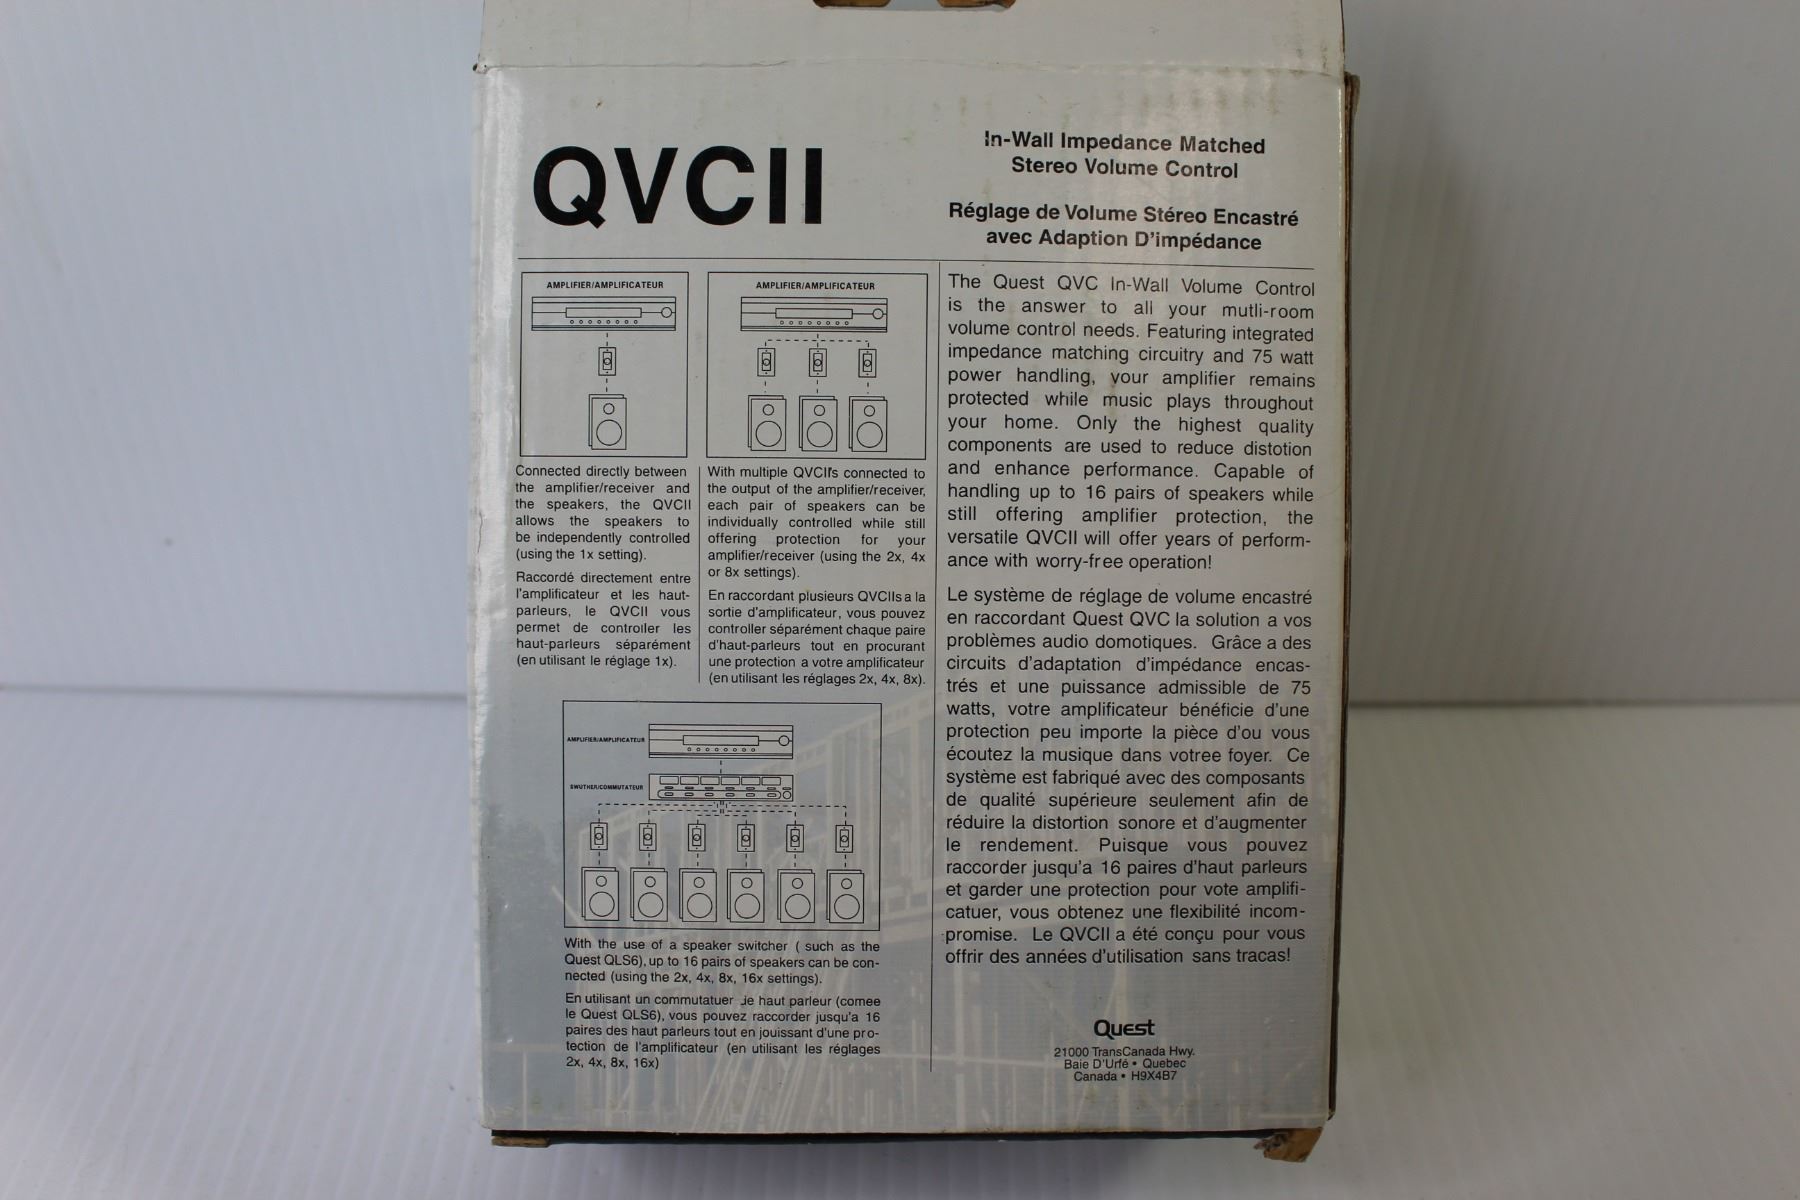 QVCII
In-Wall Impedance Matched
Stereo Volume Control
Réglage de Volume Stéreo Encastré
avec Adaption D'impédance
AMPLIFIER/AMPLIFICATEUR
Connected directly between
the amplifier/receiver and
the speakers, the QVCII
allows the speakers to
be independently controlled
(using the 1x setting).
Raccordé directement entre
l'amplificateur et les haut-
parleurs, le QVCII vous
permet de controller les
haut-parleurs séparément
(en utilisant le réglage 1x).
AMPLIFIER/AMPLIFICATEUR
With multiple QVCII's connected to
the output of the amplifier/receiver,
each pair of speakers can be
individually controlled while still
offering protection for your
amplifier/receiver (using the 2x, 4x
or 8x settings).
En raccordant plusieurs QVCIIs a la
sortie d'amplificateur, vous pouvez
controller séparément chaque paire
d'haut-parleurs tout en procurant
une protection a votre amplificateur
(en utilisant les réglages 2x, 4x, 8x).
AMPLIFIER/AMPLIFICATEUR
SWUTHER/COMMUTATEUR
With the use of a speaker switcher ( such as the
Quest QLS6), up to 16 pairs of speakers can be con-
nected (using the 2x, 4x, 8x, 16x settings).
En utilisant un commutatuer de haut parleur (comee
le Quest QLS6), vous pouvez raccorder jusqu'a 16
paires des haut parleurs tout en jouissant d'une pro-
tection de l'amplificateur (en utilisant les réglages
2x, 4x, 8x, 16x)
The Quest QVC In-Wall Volume Control
is the answer to all your mutli-room
volume control needs. Featuring integrated
impedance matching circuitry and 75 watt
power handling, your amplifier remains
protected while music plays throughout
your home. Only the highest quality
components are used to reduce distotion
and enhance performance. Capable of
handling up to 16 pairs of speakers while
still offering amplifier protection, the
versatile QVCII will offer years of perform-
ance with worry-free operation!
Le système de réglage de volume encastré
en raccordant Quest QVC la solution a vos
problèmes audio domotiques. Grâce a des
circuits d'adaptation d'impédance encas-
trés et une puissance admissible de 75
watts, votre amplificateur bénéficie d'une
protection peu importe la pièce d'ou vous
écoutez la musique dans votree foyer. Ce
système est fabriqué avec des composants
de qualité supérieure seulement afin de
réduire la distortion sonore et d'augmenter
le rendement. Puisque vous pouvez
raccorder jusqu'a 16 paires d'haut parleurs
et garder une protection pour vote amplifi-
catuer, vous obtenez une flexibilité incom-
promise. Le QVCII a été conçu pour vous
offrir des années d'utilisation sans tracas!
Quest
21000 TransCanada Hwy.
Baie D'Urfé • Quebec
Canada • H9X4B7